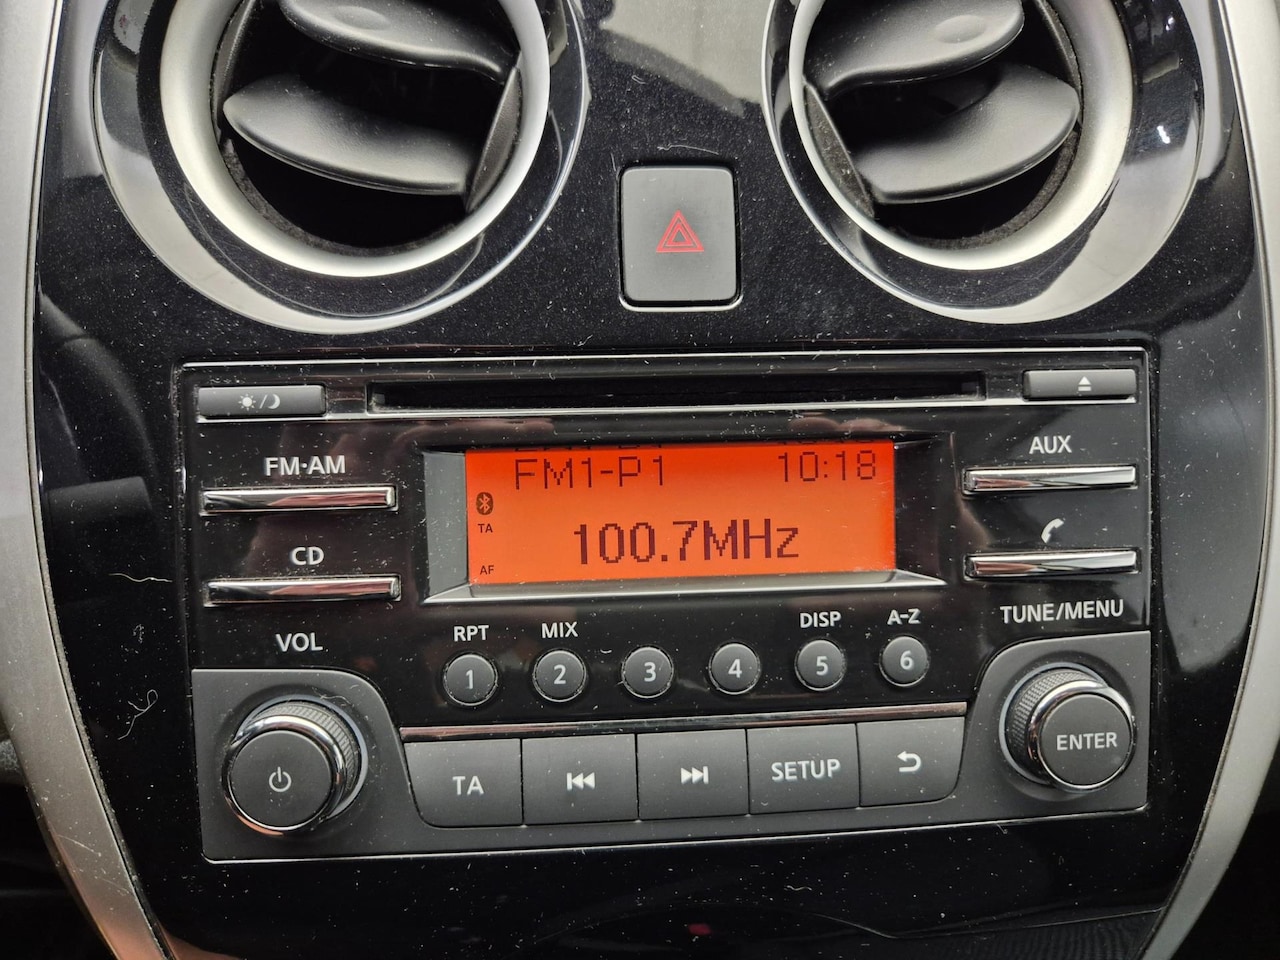 FM·AM
CD
VOL
FM1-P1 10:18
TA
100.7MHz
AF
AUX
TUNE/MENU
RPT MIX DISP A-Z
1 2 3 4 5 6
TA SETUP
ENTER